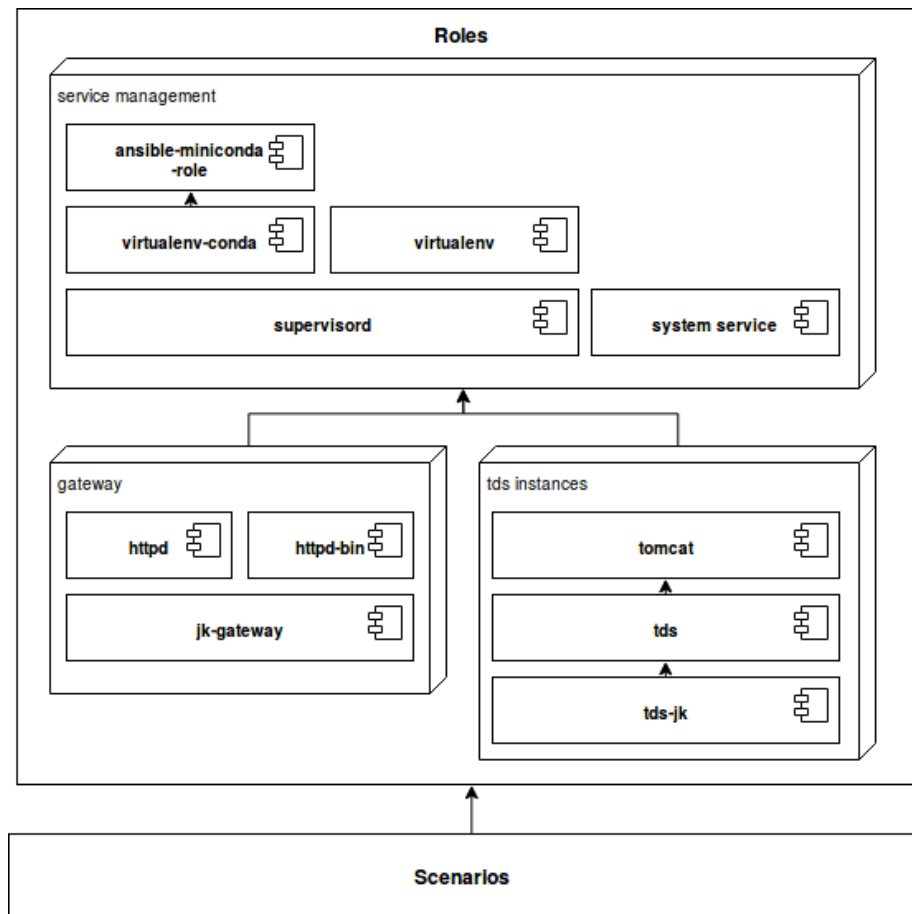 Roles
service management
ansible-miniconda
-role
virtualenv-conda
virtualenv
supervisord
system service
gateway
httpd
httpd-bin
jk-gateway
tds instances
tomcat
tds
tds-jk
Scenarios